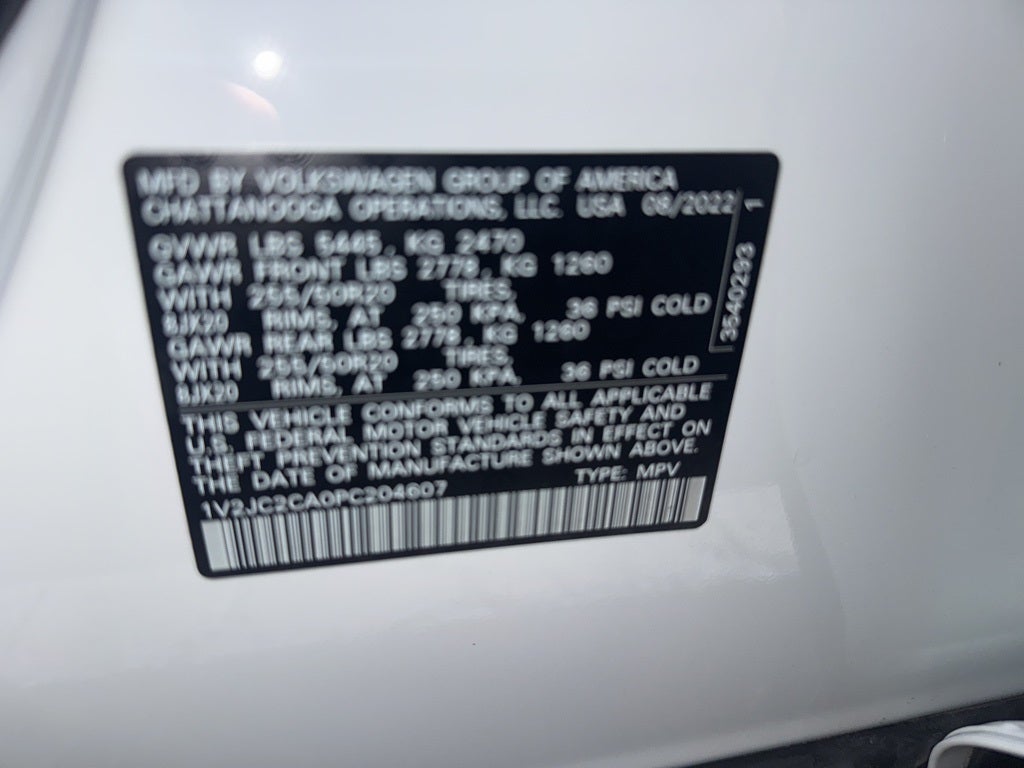 MFD BY VOLKSWAGEN GROUP OF AMERICA
CHATTANOOGA OPERATIONS, LLC. USA 08/2022
GVWR LBS 5445, KG 2470
GAWR FRONT LBS 2778, KG 1260
WITH 255/50R20 TIRES,
8JX20 RIMS, AT 250 KPA, 36 PSI COLD
GAWR REAR LBS 2778, KG 1260
WITH 255/50R20 TIRES,
8JX20 RIMS, AT 250 KPA, 36 PSI COLD
THIS VEHICLE CONFORMS TO ALL APPLICABLE
U.S. FEDERAL MOTOR VEHICLE SAFETY AND
THEFT PREVENTION STANDARDS IN EFFECT ON
THE DATE OF MANUFACTURE SHOWN ABOVE.
1V2JC2CA0PC204607 TYPE: MPV
3540293 1